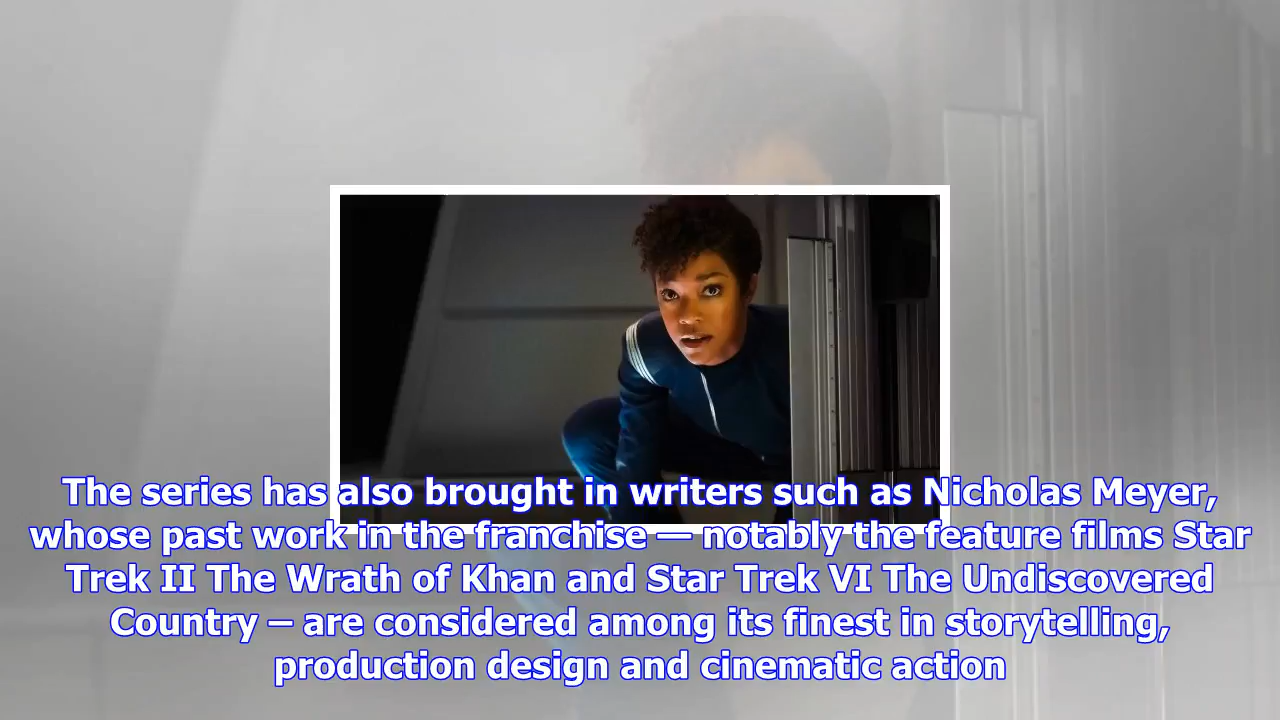 The series has also brought in writers such as Nicholas Meyer,
whose past work in the franchise — notably the feature films Star
Trek II The Wrath of Khan and Star Trek VI The Undiscovered
Country – are considered among its finest in storytelling,
production design and cinematic action